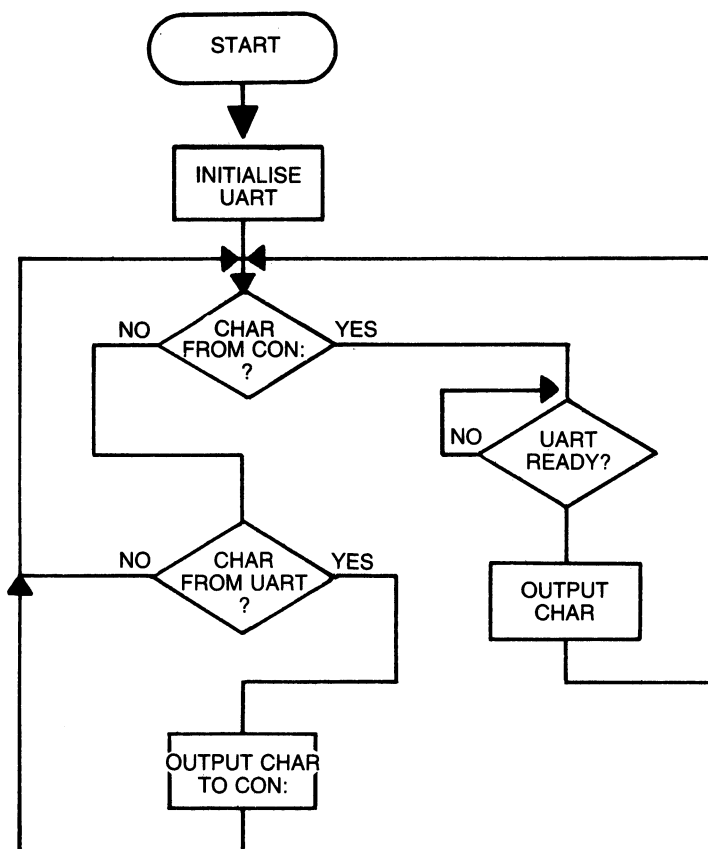 START
INITIALISE
UART
NO
CHAR
FROM CON:
?
YES
NO
UART
READY?
NO
CHAR
FROM UART
?
YES
OUTPUT
CHAR
OUTPUT CHAR
TO CON: